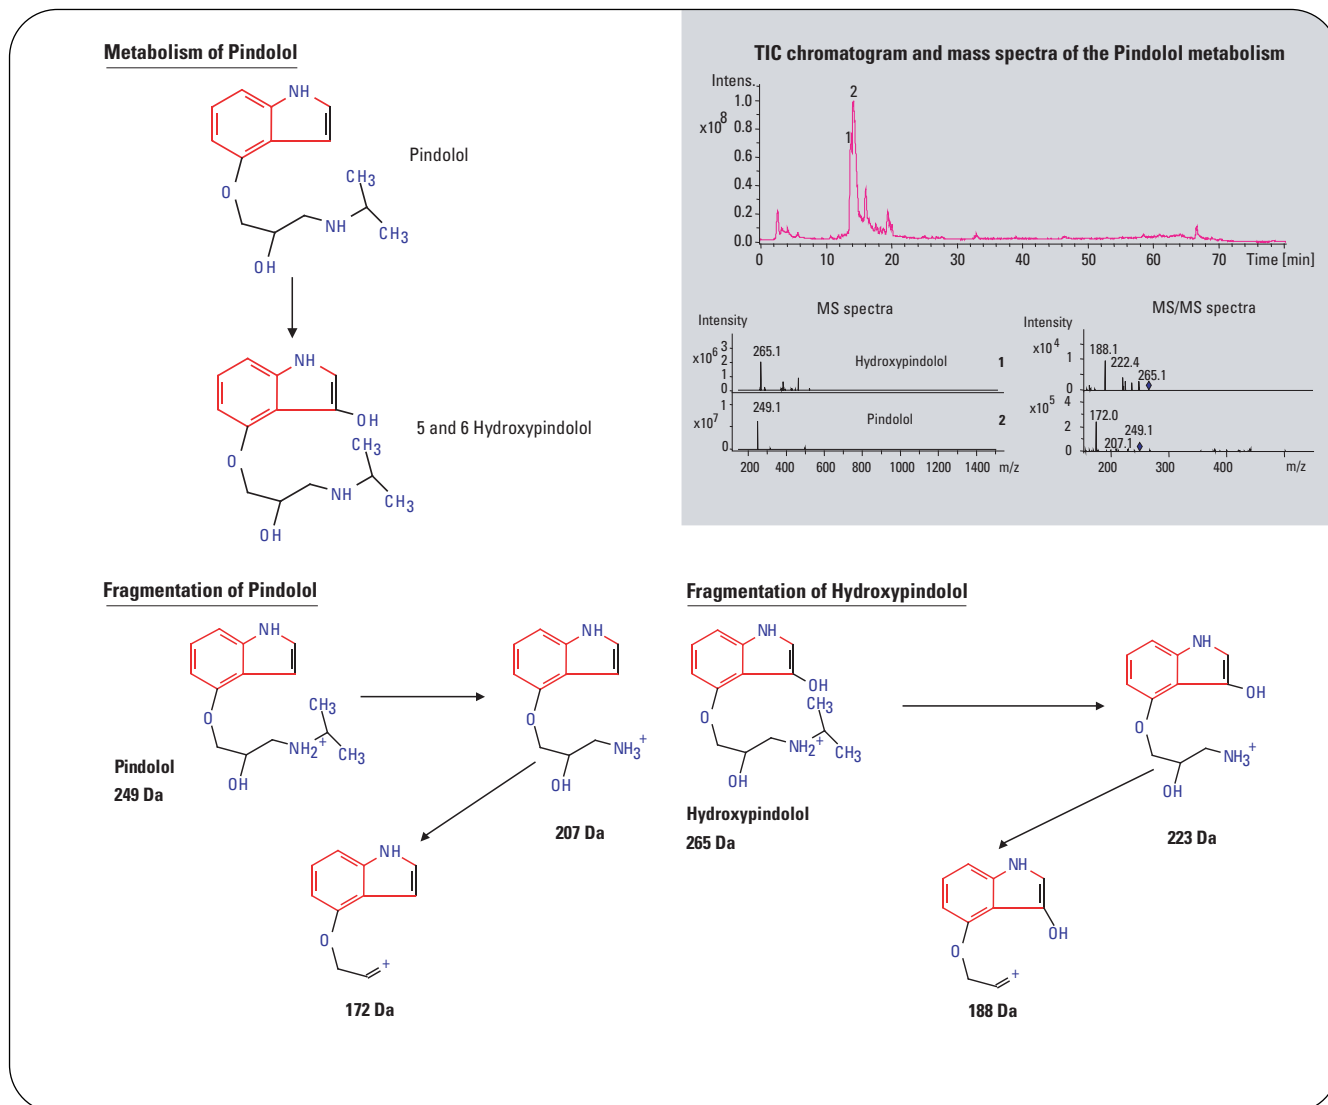 Metabolism of Pindolol
NH
Pindolol
O
CH3
NH
CH3
OH
NH
OH
5 and 6 Hydroxypindolol
CH3
O
NH
CH3
OH
TIC chromatogram and mass spectra of the Pindolol metabolism
Intens.
x10^8
1.0
0.8
0.6
0.4
0.2
0.0
2
1
0 10 20 30 40 50 60 70 Time [min]
MS spectra
Intensity
x10^6
3
2
1
0
265.1
Hydroxypindolol 1
1
x10^7
0
249.1
Pindolol 2
200 400 600 800 1000 1200 1400 m/z
MS/MS spectra
Intensity
x10^4
1
0
188.1
222.4
265.1
x10^5
4
2
0
172.0
249.1
207.1
200 300 400 m/z
Fragmentation of Pindolol
NH
CH3
O
NH2+
CH3
OH
Pindolol
249 Da
NH
O
NH3+
OH
207 Da
NH
O
+
172 Da
Fragmentation of Hydroxypindolol
NH
OH
CH3
O
NH2+
CH3
OH
Hydroxypindolol
265 Da
NH
OH
O
NH3+
OH
223 Da
NH
OH
O
+
188 Da